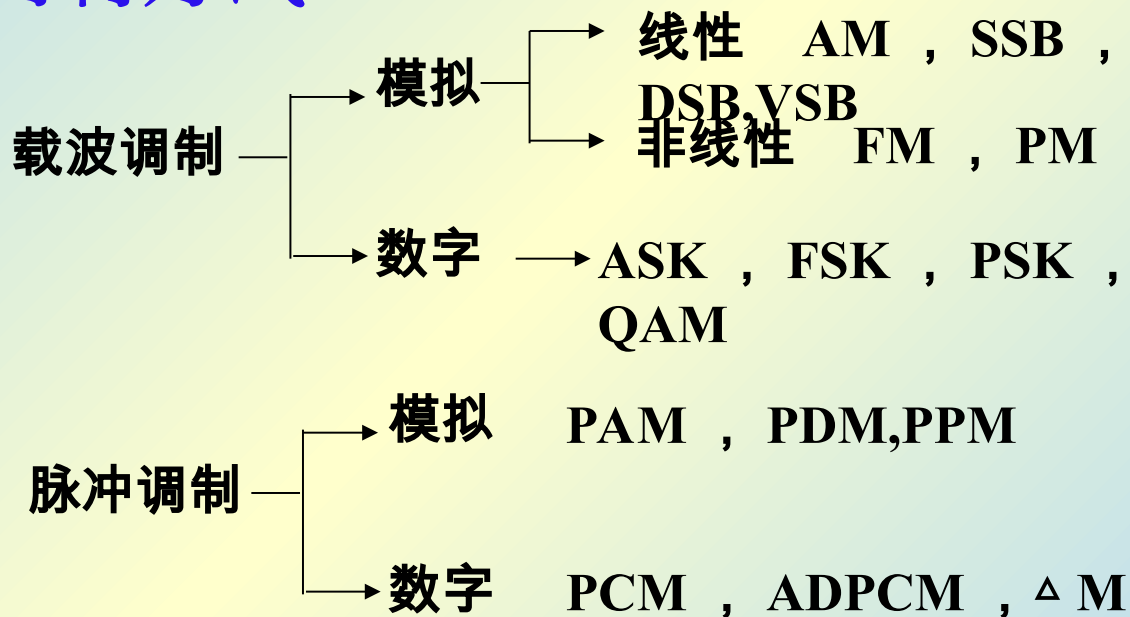 载波调制
模拟
线性 AM ，SSB ，
DSB,VSB
非线性 FM ，PM
数字
ASK ，FSK ，PSK ，
QAM
脉冲调制
模拟 PAM ，PDM,PPM
数字 PCM ，ADPCM ，△M